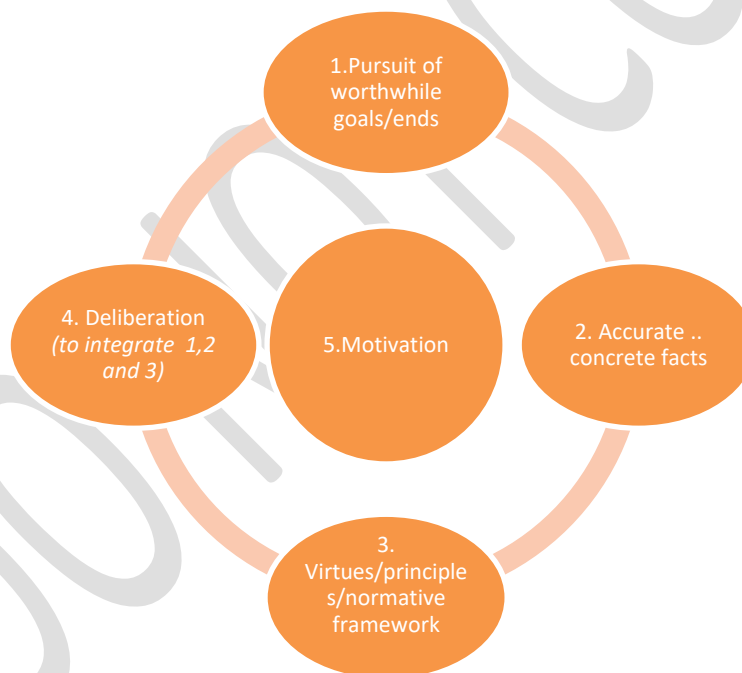 1.Pursuit of
worthwhile
goals/ends
4. Deliberation
(to integrate 1,2
and 3)
5.Motivation
2. Accurate ..
concrete facts
3.
Virtues/principle
s/normative
framework